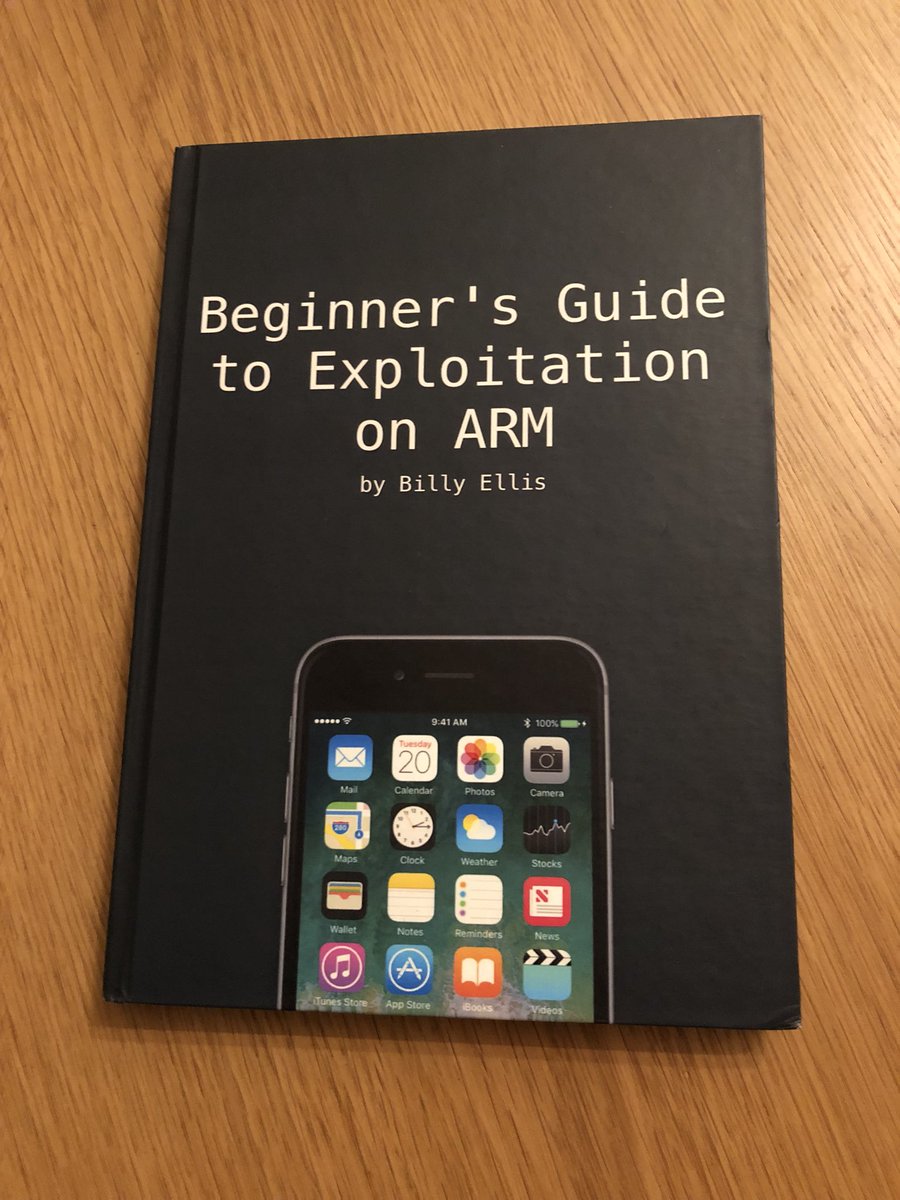 Beginner's Guide
to Exploitation
on ARM
by Billy Ellis
9:41 AM 100%
Tuesday
20
Mail Calendar Photos Camera
280
Maps Clock Weather Stocks
Wallet Notes Reminders News
iTunes Store App Store iBooks Videos